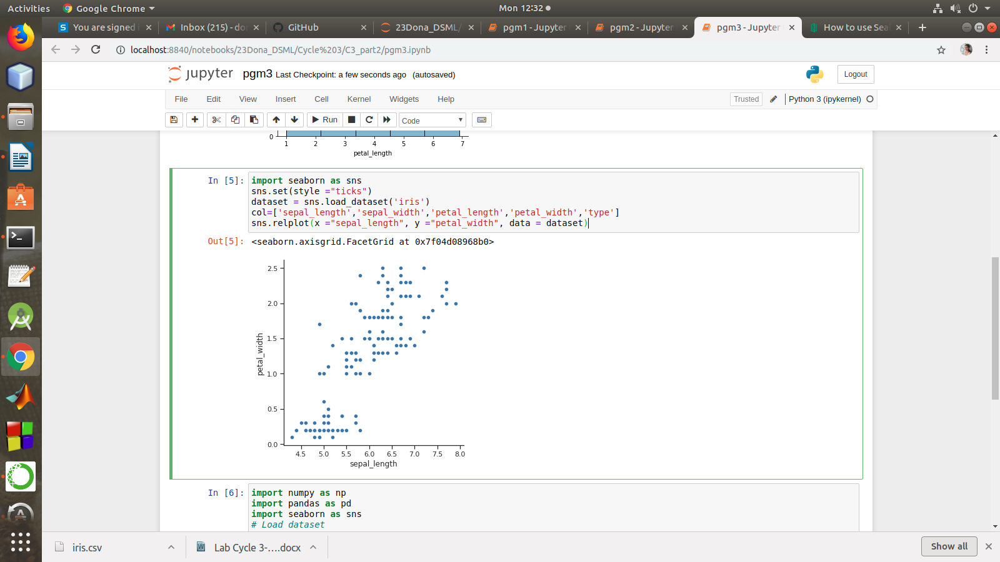 Activities
Google Chrome
Mon 12:32
You are signed i
Inbox (215) - do
GitHub
23Dona_DSML/
pgm1 - Jupyter
pgm2 - Jupyter
pgm3 - Jupyter
How to use Sea
localhost:8840/notebooks/23Dona_DSML/Cycle%203/C3_part2/pgm3.ipynb
jupyter pgm3 Last Checkpoint: a few seconds ago (autosaved)
Logout
File Edit View Insert Cell Kernel Widgets Help
Trusted
Python 3 (ipykernel)
Run
Code
0
1 2 3 4 5 6 7
petal_length
In [5]: import seaborn as sns
sns.set(style ="ticks")
dataset = sns.load_dataset('iris')
col=['sepal_length','sepal_width','petal_length','petal_width','type']
sns.relplot(x ="sepal_length", y ="petal_width", data = dataset)
Out[5]: <seaborn.axisgrid.FacetGrid at 0x7f04d08968b0>
2.5
2.0
1.5
petal_width
1.0
0.5
0.0
4.5 5.0 5.5 6.0 6.5 7.0 7.5 8.0
sepal_length
In [6]: import numpy as np
import pandas as pd
import seaborn as sns
# Load dataset
iris.csv
Lab Cycle 3-....docx
Show all